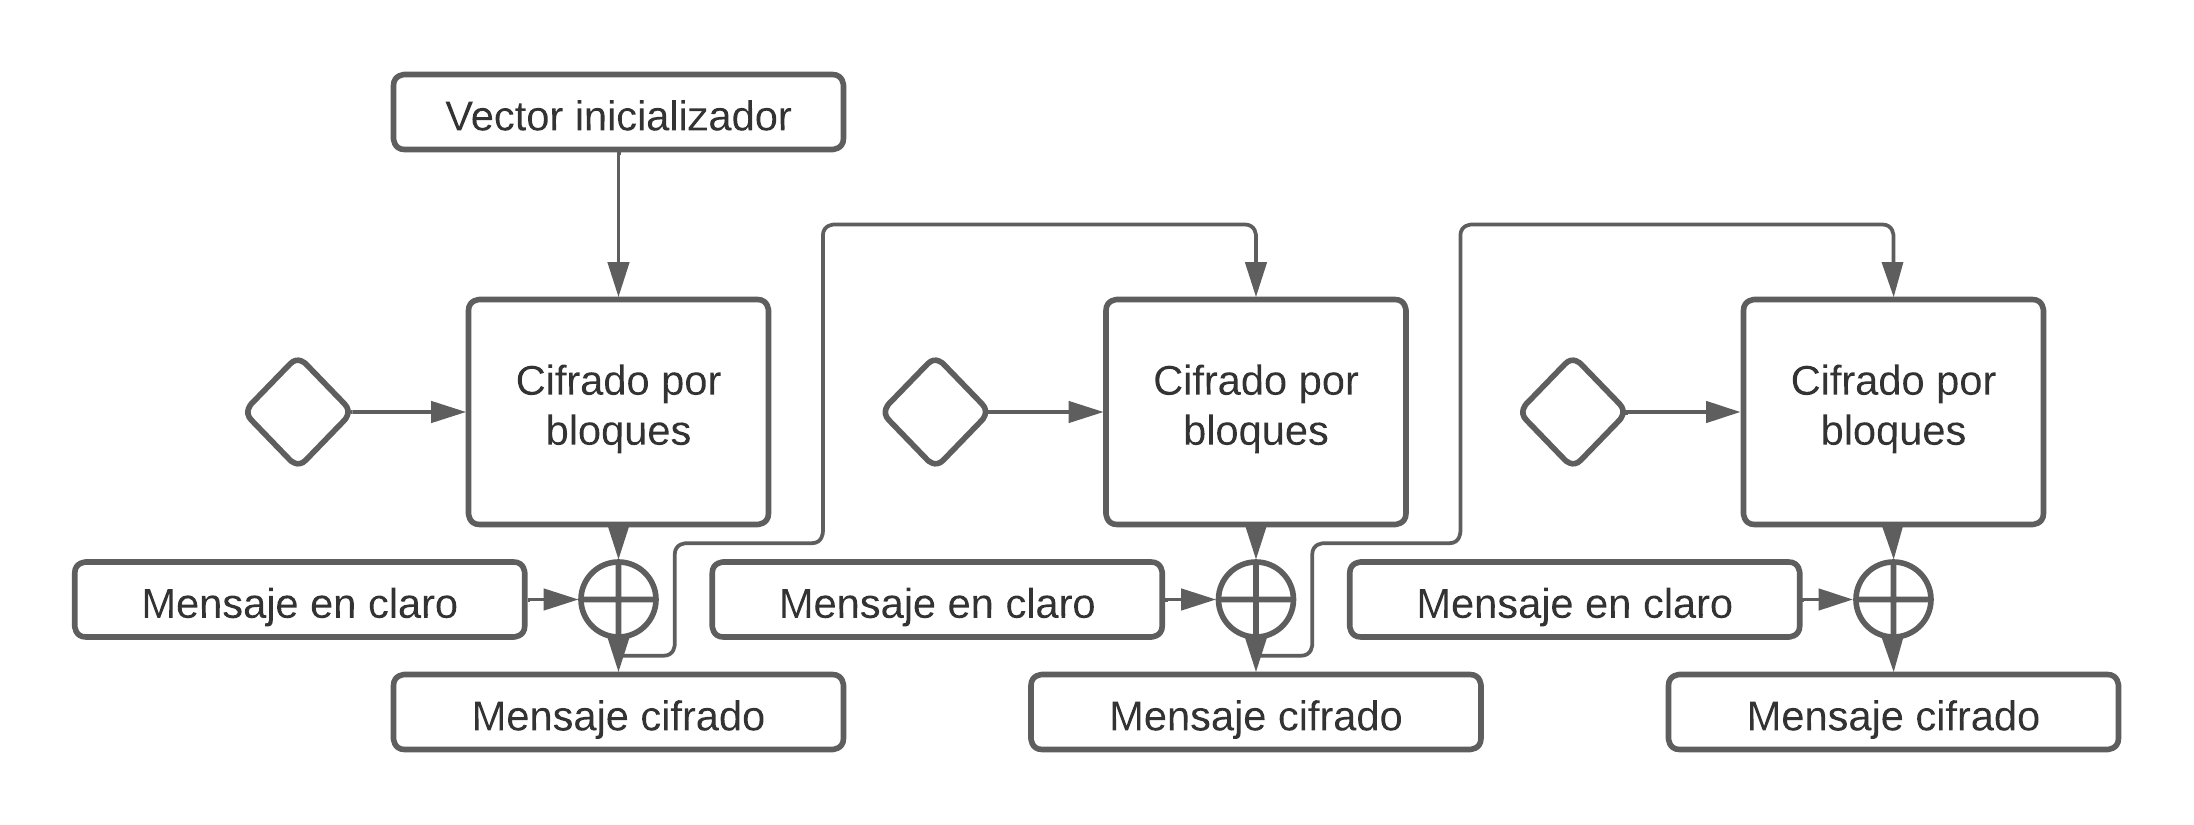 Vector inicializador
Cifrado por
bloques
Cifrado por
bloques
Cifrado por
bloques
Mensaje en claro
Mensaje en claro
Mensaje en claro
Mensaje cifrado
Mensaje cifrado
Mensaje cifrado